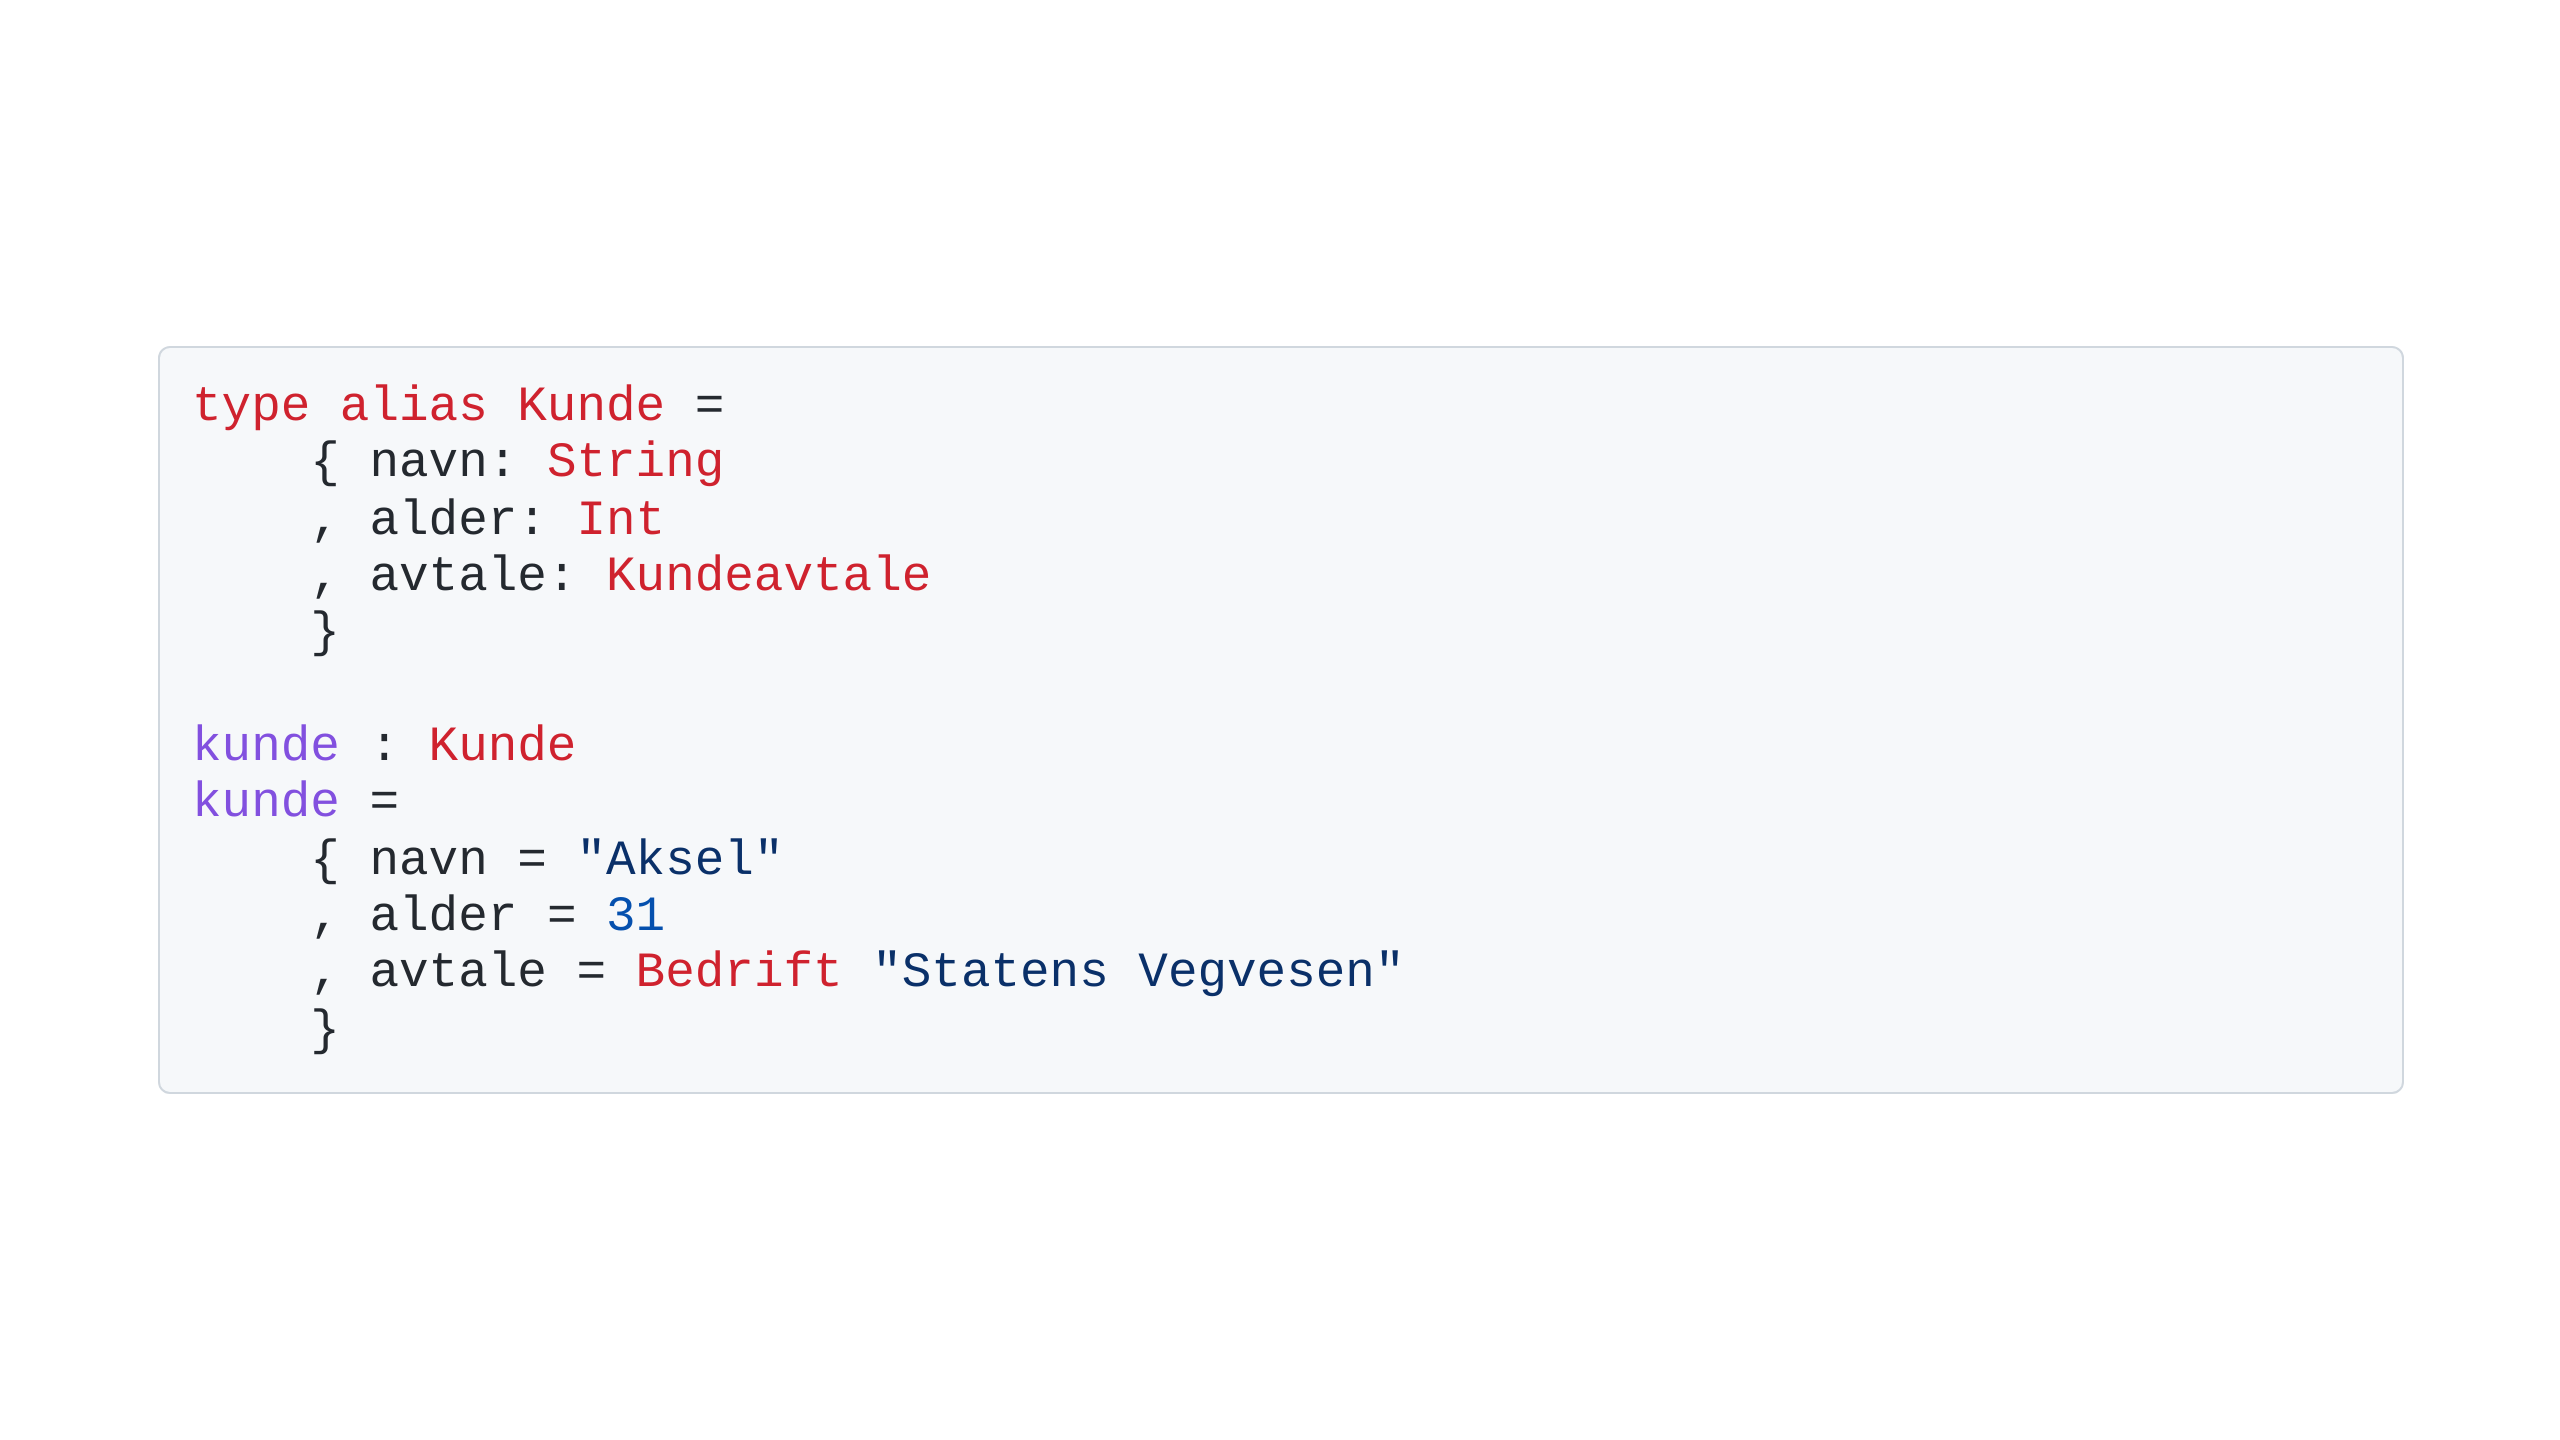 type alias Kunde =
    { navn: String
    , alder: Int
    , avtale: Kundeavtale
    }

kunde : Kunde
kunde =
    { navn = "Aksel"
    , alder = 31
    , avtale = Bedrift "Statens Vegvesen"
    }